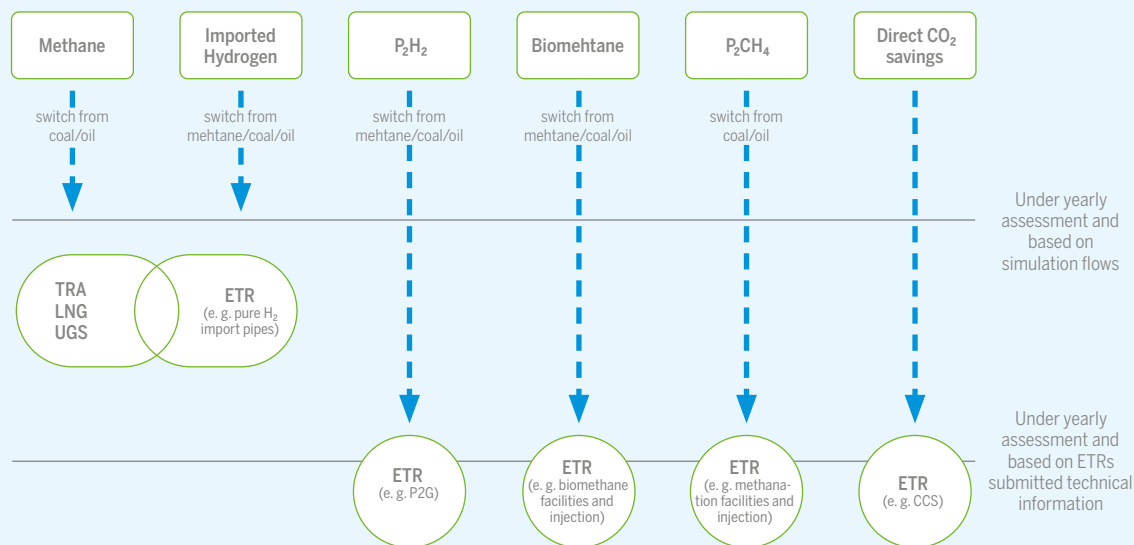 Methane
Imported
Hydrogen
P₂H₂
Biomehtane
P₂CH₄
Direct CO₂
savings
switch from
coal/oil
switch from
mehtane/coal/oil
switch from
mehtane/coal/oil
switch from
mehtane/coal/oil
switch from
coal/oil
Under yearly
assessment and
based on
simulation flows
TRA
LNG
UGS
ETR
(e. g. pure H₂
import pipes)
Under yearly
assessment and
based on ETRs
submitted technical
information
ETR
(e. g. P2G)
ETR
(e. g. biomethane
facilities and
injection)
ETR
(e. g. methana-
tion facilities and
injection)
ETR
(e. g. CCS)